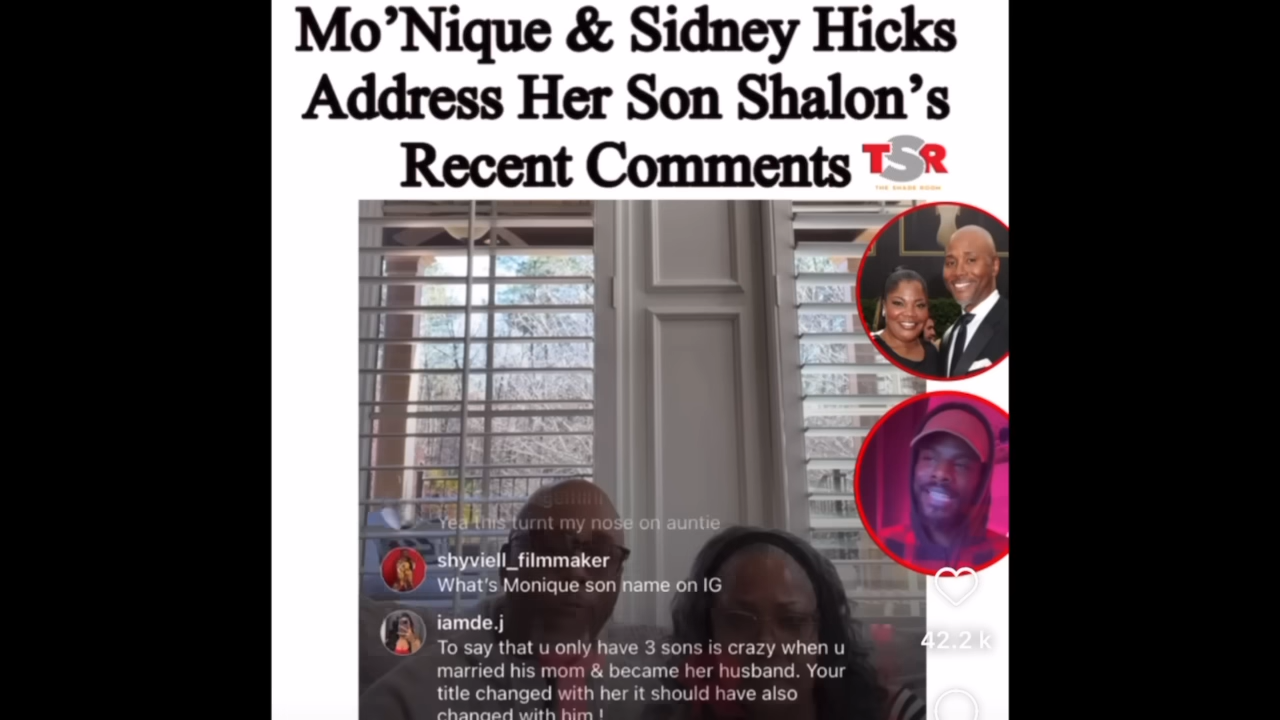 Mo’Nique & Sidney Hicks
Address Her Son Shalon’s
Recent Comments
TSR
THE SHADE ROOM
Yea this turnt my nose on auntie
shyviell_filmmaker
What's Monique son name on IG
iamde.j
To say that u only have 3 sons is crazy when u
married his mom & became her husband. Your
title changed with her it should have also
changed with him !
42.2 k